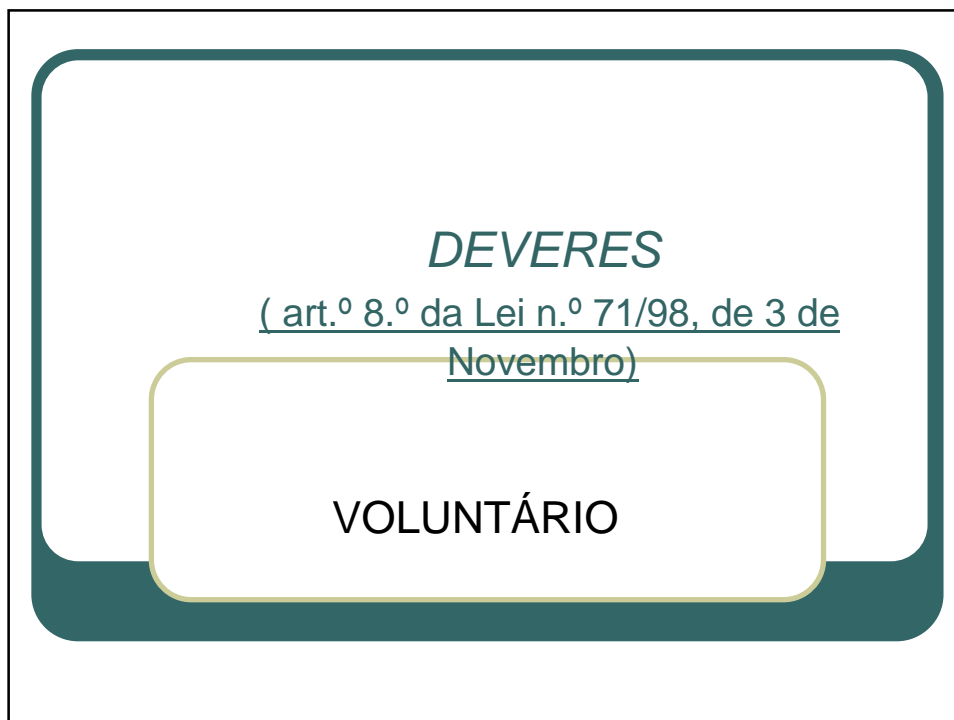 DEVERES
( art.º 8.º da Lei n.º 71/98, de 3 de
Novembro)
VOLUNTÁRIO